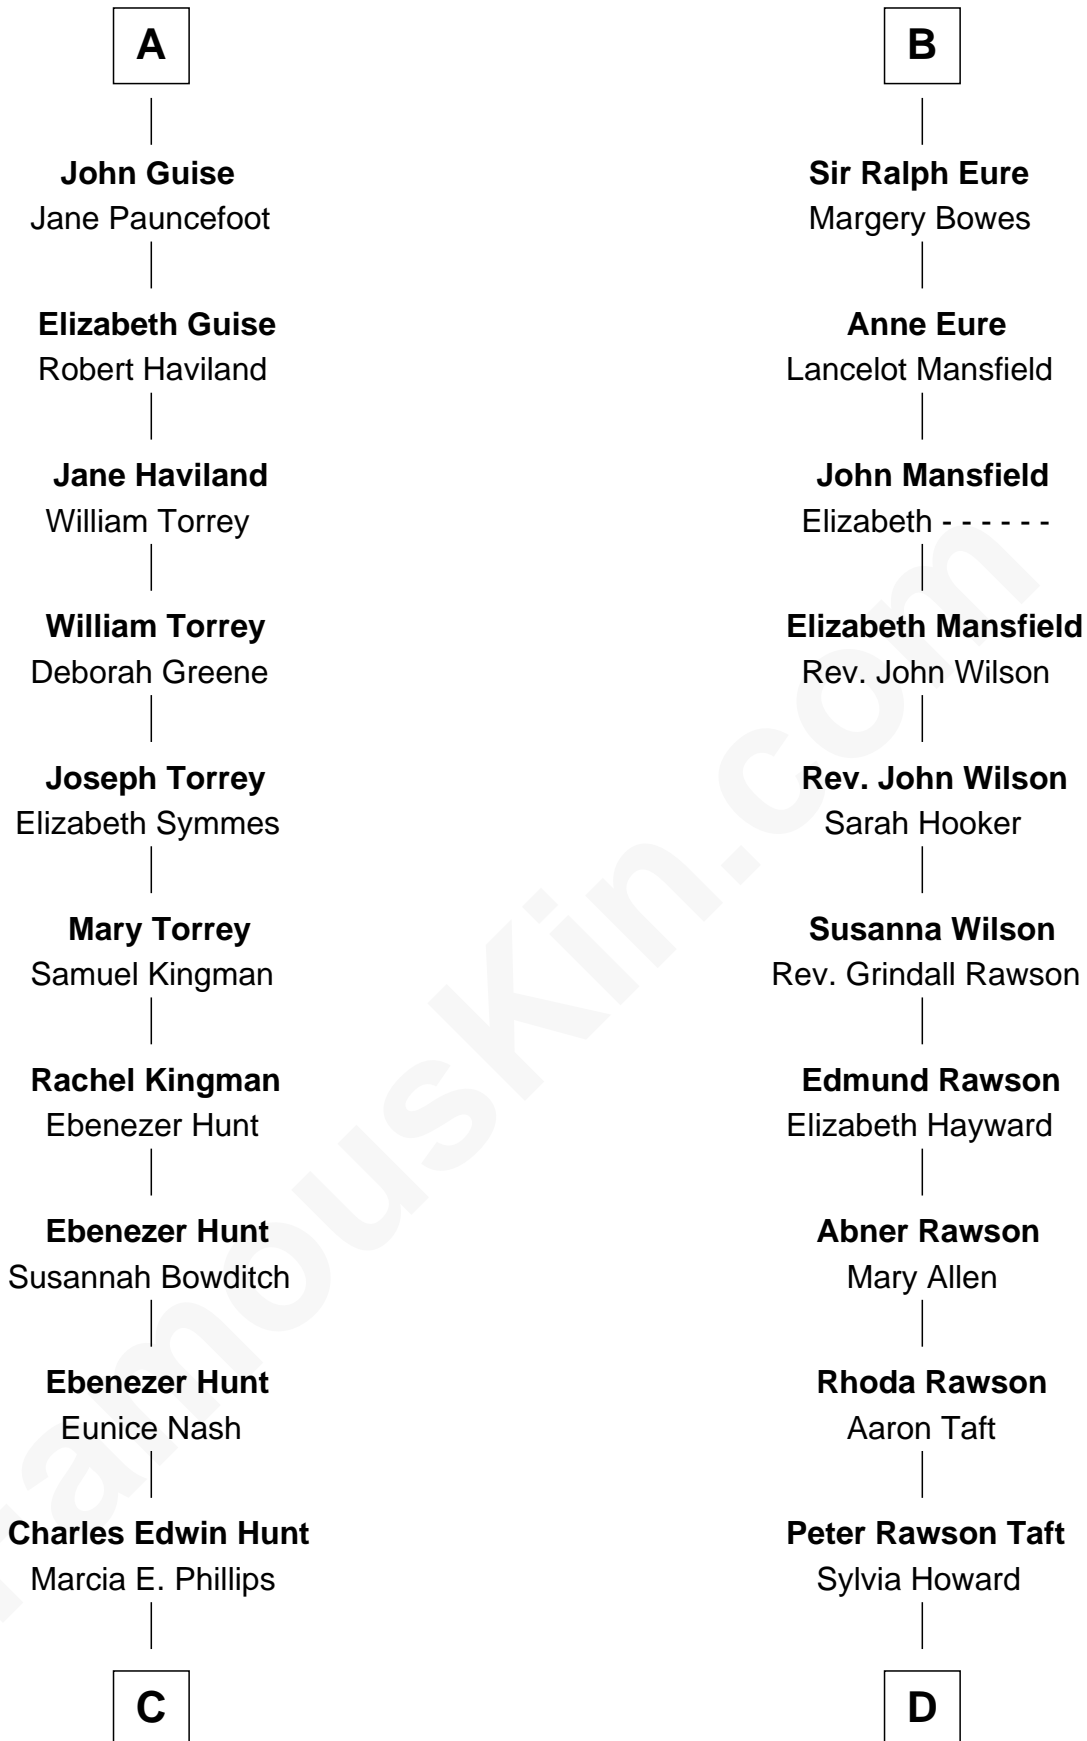 A
John Guise
Jane Pauncefoot
Elizabeth Guise
Robert Haviland
Jane Haviland
William Torrey
William Torrey
Deborah Greene
Joseph Torrey
Elizabeth Symmes
Mary Torrey
Samuel Kingman
Rachel Kingman
Ebenezer Hunt
Ebenezer Hunt
Susannah Bowditch
Ebenezer Hunt
Eunice Nash
Charles Edwin Hunt
Marcia E. Phillips
C
B
Sir Ralph Eure
Margery Bowes
Anne Eure
Lancelot Mansfield
John Mansfield
Elizabeth - - - - - -
Elizabeth Mansfield
Rev. John Wilson
Rev. John Wilson
Sarah Hooker
Susanna Wilson
Rev. Grindall Rawson
Edmund Rawson
Elizabeth Hayward
Abner Rawson
Mary Allen
Rhoda Rawson
Aaron Taft
Peter Rawson Taft
Sylvia Howard
D
FamousKin.com